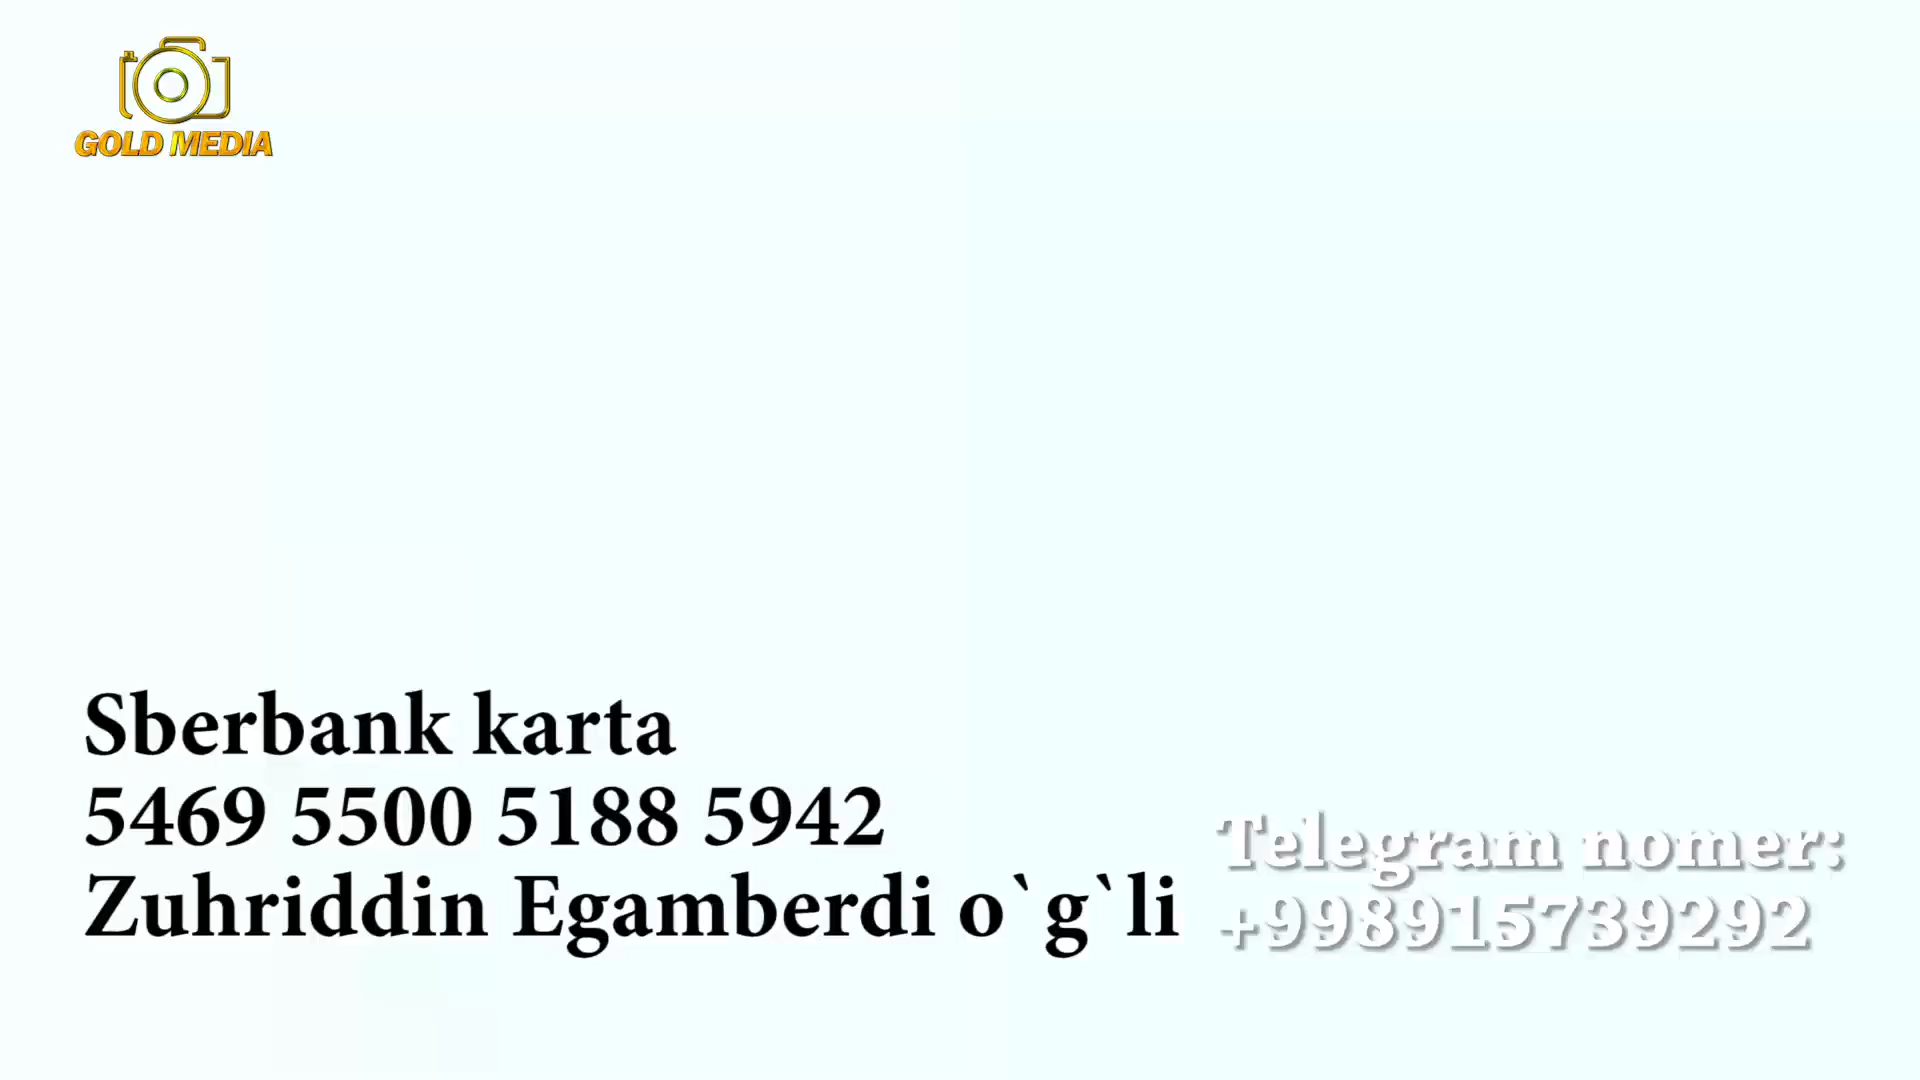 GOLD MEDIA
Sberbank karta
5469 5500 5188 5942
Zuhriddin Egamberdi o`g`li
Telegram nomer:
+998915739292